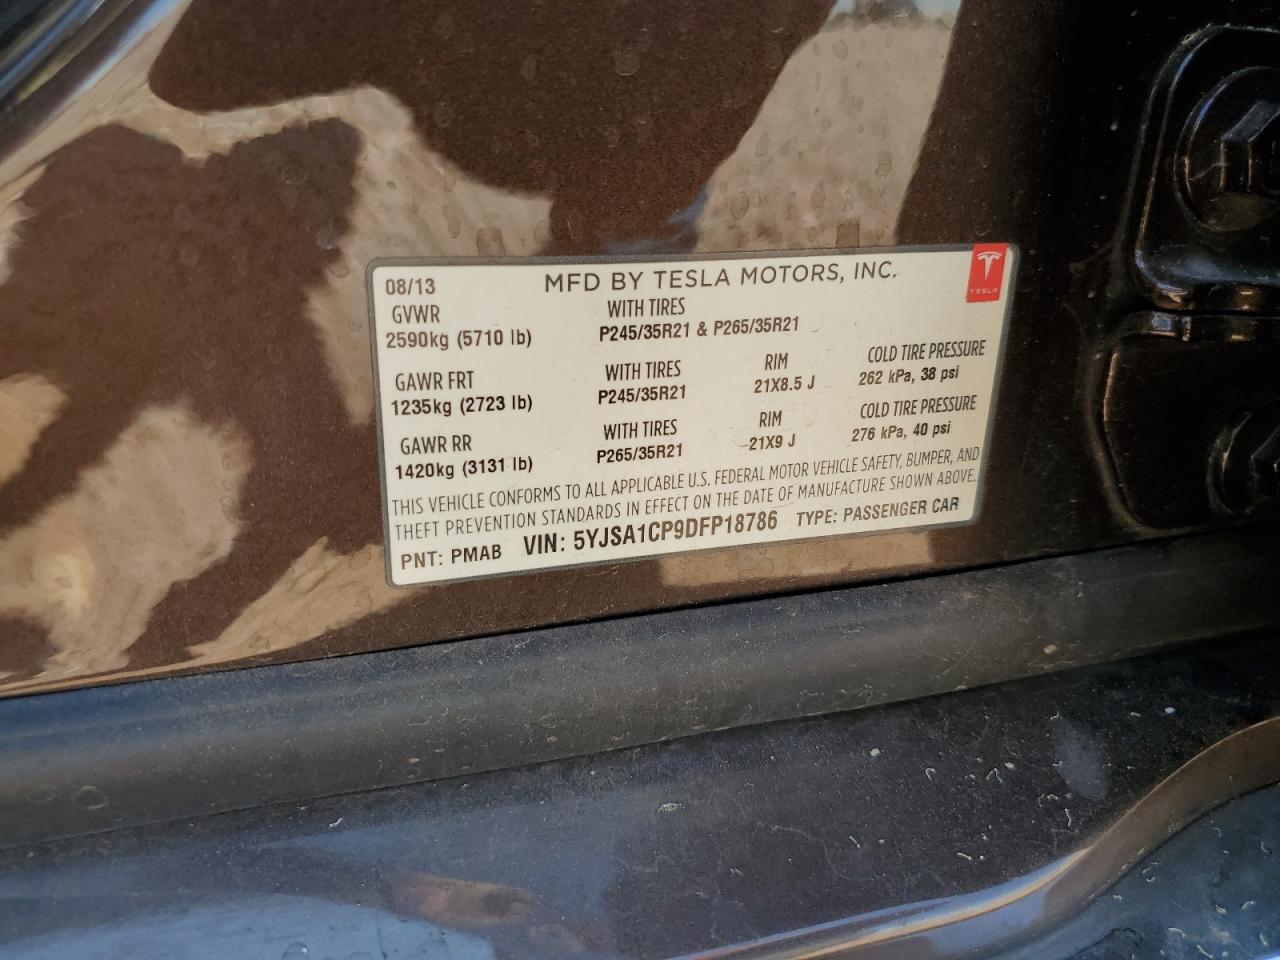 08/13 MFD BY TESLA MOTORS, INC.
TESLA
GVWR WITH TIRES
2590kg (5710 lb) P245/35R21 & P265/35R21
GAWR FRT WITH TIRES RIM COLD TIRE PRESSURE
1235kg (2723 lb) P245/35R21 21X8.5 J 262 kPa, 38 psi
GAWR RR WITH TIRES RIM COLD TIRE PRESSURE
1420kg (3131 lb) P265/35R21 21X9 J 276 kPa, 40 psi
THIS VEHICLE CONFORMS TO ALL APPLICABLE U.S. FEDERAL MOTOR VEHICLE SAFETY, BUMPER, AND
THEFT PREVENTION STANDARDS IN EFFECT ON THE DATE OF MANUFACTURE SHOWN ABOVE.
PNT: PMAB VIN: 5YJSA1CP9DFP18786 TYPE: PASSENGER CAR